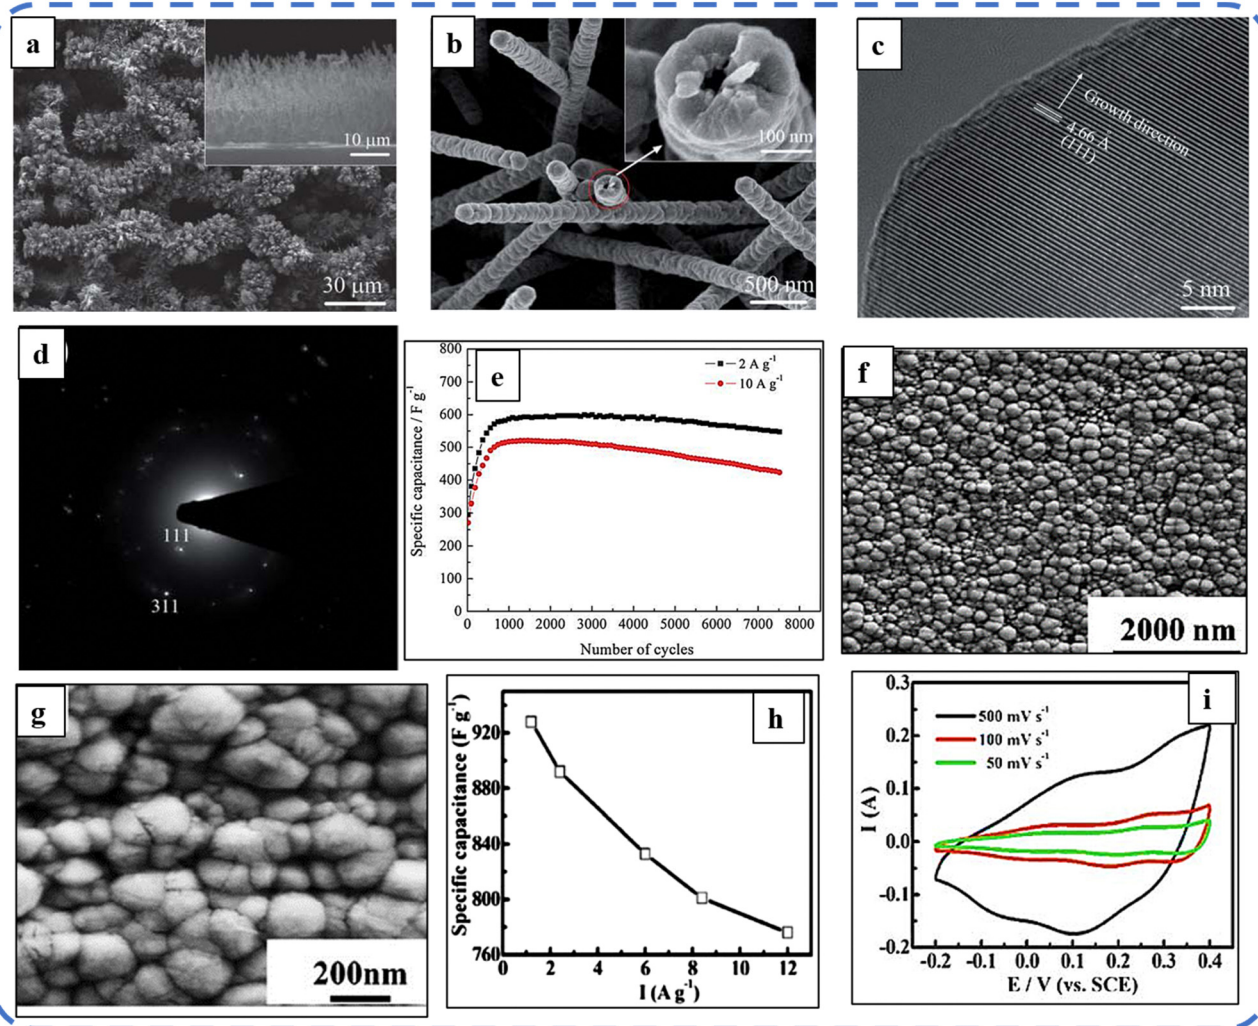 a
10 µm
30 µm
b
100 nm
500 nm
c
Growth direction
4.66 Å
(111)
5 nm
d
111
311
e
2 A g⁻¹
10 A g⁻¹
Specific capacitance / F g⁻¹
800
700
600
500
400
300
200
100
0
0 1000 2000 3000 4000 5000 6000 7000 8000
Number of cycles
f
2000 nm
g
200nm
h
Specific capacitance (F g⁻¹)
920
880
840
800
760
0 2 4 6 8 10 12
I (A g⁻¹)
i
500 mV s⁻¹
100 mV s⁻¹
50 mV s⁻¹
I (A)
0.3
0.2
0.1
0.0
-0.1
-0.2
-0.2 -0.1 0.0 0.1 0.2 0.3 0.4
E / V (vs. SCE)